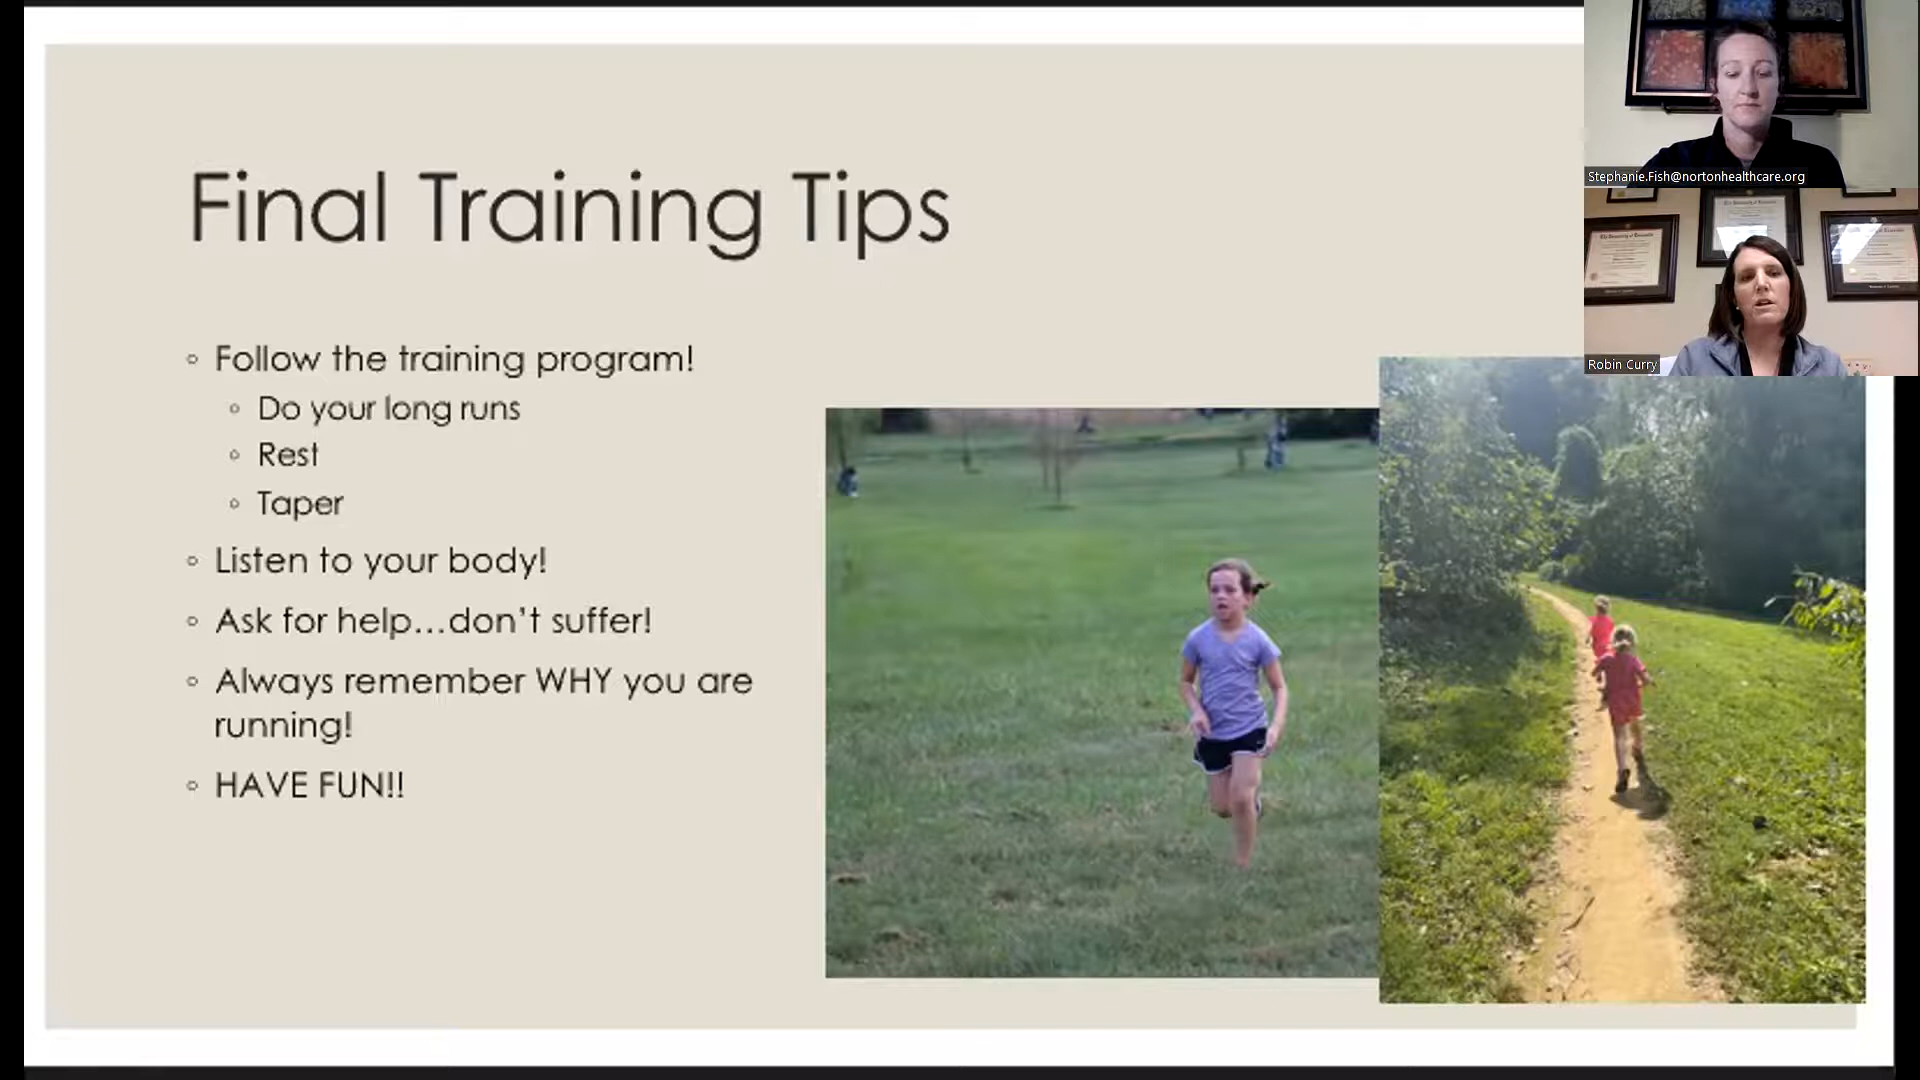 Final Training Tips
◦ Follow the training program!
◦ Do your long runs
◦ Rest
◦ Taper
◦ Listen to your body!
◦ Ask for help...don't suffer!
◦ Always remember WHY you are
running!
◦ HAVE FUN!!
Stephanie.Fish@nortonhealthcare.org
Robin Curry